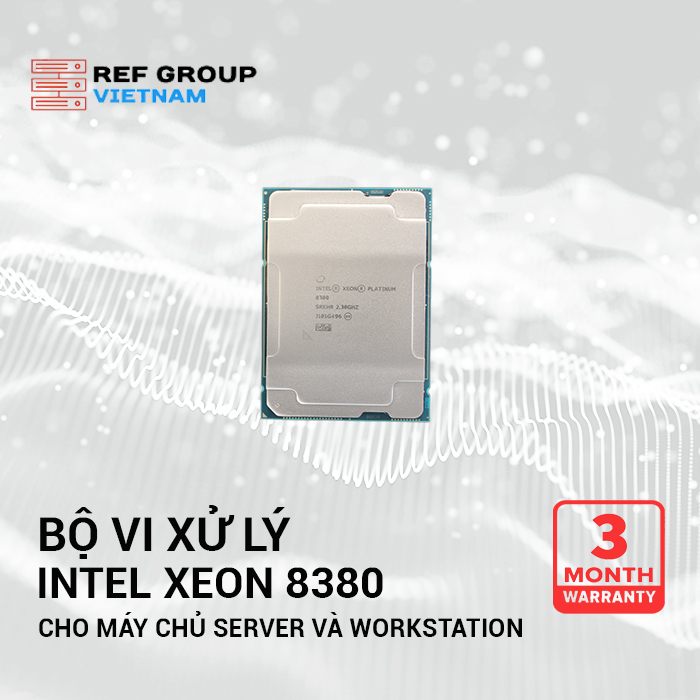 REF GROUP
VIETNAM
INTEL® XEON® PLATINUM
8380
2.30GHZ
BỘ VI XỬ LÝ
INTEL XEON 8380
CHO MÁY CHỦ SERVER VÀ WORKSTATION
3
MONTH
WARRANTY